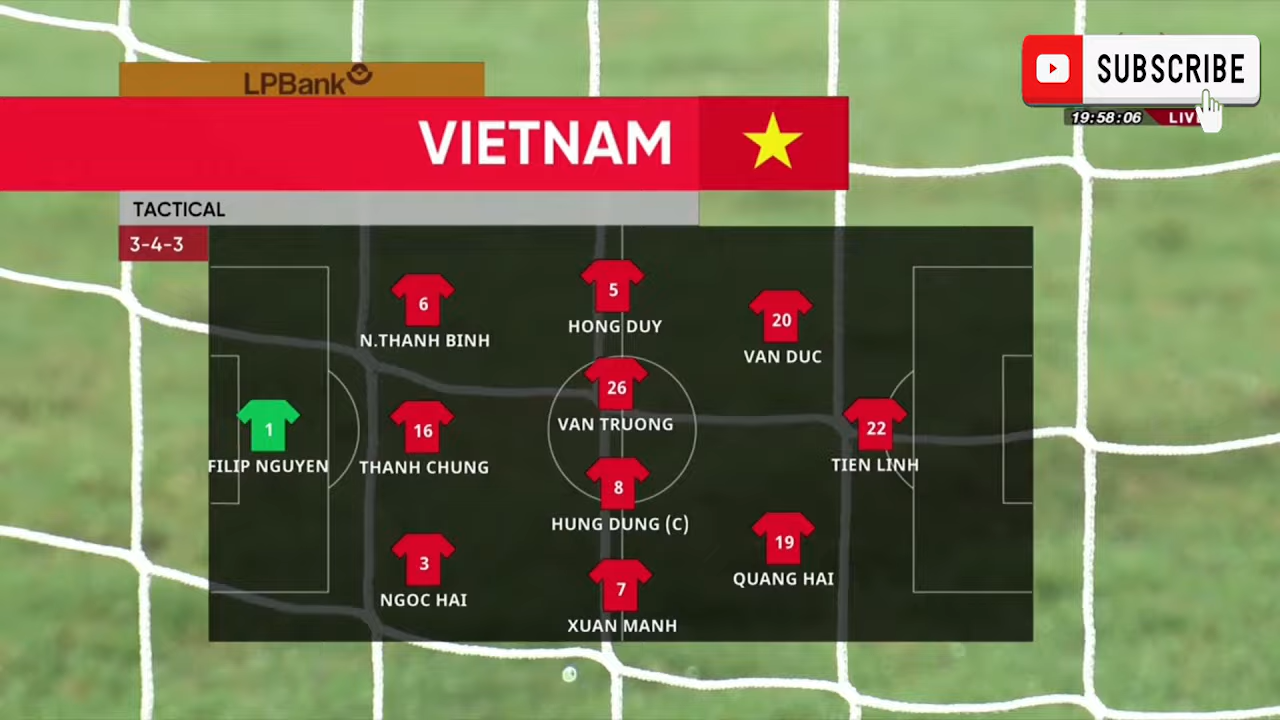 LPBank
SUBSCRIBE
VIETNAM
19:58:06 LIVE
TACTICAL
3-4-3
5
HONG DUY
6
N.THANH BINH
20
VAN DUC
26
VAN TRUONG
1
FILIP NGUYEN
16
THANH CHUNG
22
TIEN LINH
8
HUNG DUNG (C)
3
NGOC HAI
19
QUANG HAI
7
XUAN MANH